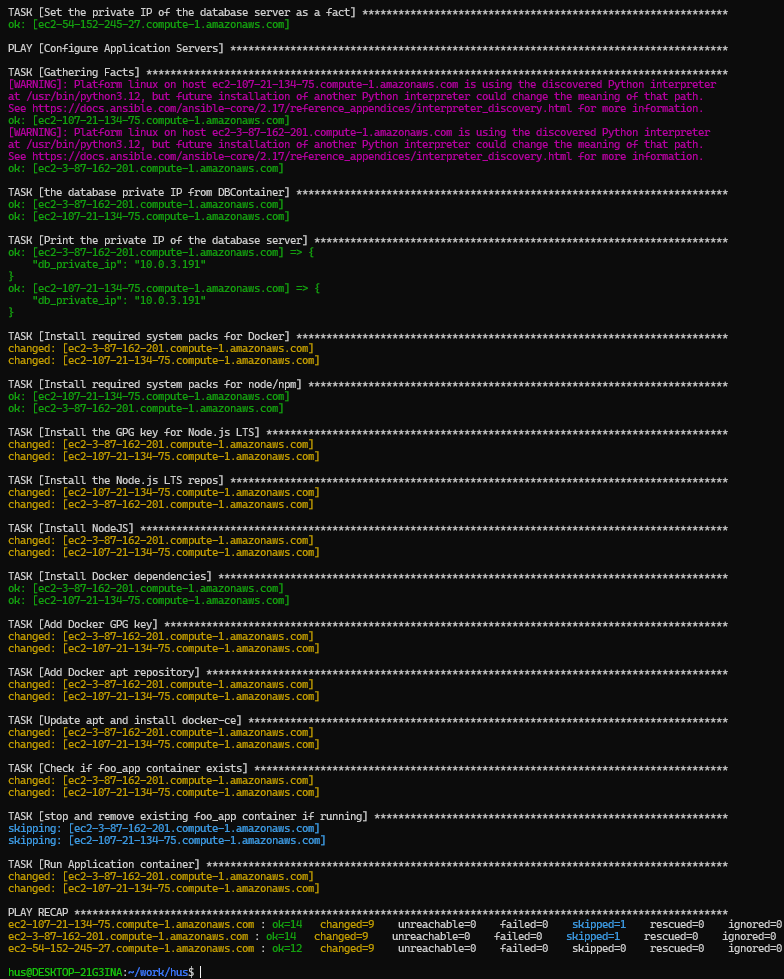 TASK [Set the private IP of the database server as a fact] *************************************************************
ok: [ec2-54-152-245-27.compute-1.amazonaws.com]
PLAY [Configure Application Servers] ***********************************************************************************
TASK [Gathering Facts] *************************************************************************************************
[WARNING]: Platform linux on host ec2-107-21-134-75.compute-1.amazonaws.com is using the discovered Python interpreter
at /usr/bin/python3.12, but future installation of another Python interpreter could change the meaning of that path.
See https://docs.ansible.com/ansible-core/2.17/reference_appendices/interpreter_discovery.html for more information.
ok: [ec2-107-21-134-75.compute-1.amazonaws.com]
[WARNING]: Platform linux on host ec2-3-87-162-201.compute-1.amazonaws.com is using the discovered Python interpreter
at /usr/bin/python3.12, but future installation of another Python interpreter could change the meaning of that path.
See https://docs.ansible.com/ansible-core/2.17/reference_appendices/interpreter_discovery.html for more information.
ok: [ec2-3-87-162-201.compute-1.amazonaws.com]
TASK [the database private IP from DBContainer] ************************************************************************
ok: [ec2-3-87-162-201.compute-1.amazonaws.com]
ok: [ec2-107-21-134-75.compute-1.amazonaws.com]
TASK [Print the private IP of the database server] *********************************************************************
ok: [ec2-3-87-162-201.compute-1.amazonaws.com] => {
    "db_private_ip": "10.0.3.191"
}
ok: [ec2-107-21-134-75.compute-1.amazonaws.com] => {
    "db_private_ip": "10.0.3.191"
}
TASK [Install required system packs for Docker] ************************************************************************
changed: [ec2-3-87-162-201.compute-1.amazonaws.com]
changed: [ec2-107-21-134-75.compute-1.amazonaws.com]
TASK [Install required system packs for node/npm] **********************************************************************
ok: [ec2-107-21-134-75.compute-1.amazonaws.com]
ok: [ec2-3-87-162-201.compute-1.amazonaws.com]
TASK [Install the GPG key for Node.js LTS] *****************************************************************************
changed: [ec2-3-87-162-201.compute-1.amazonaws.com]
changed: [ec2-107-21-134-75.compute-1.amazonaws.com]
TASK [Install the Node.js LTS repos] ***********************************************************************************
changed: [ec2-107-21-134-75.compute-1.amazonaws.com]
changed: [ec2-3-87-162-201.compute-1.amazonaws.com]
TASK [Install NodeJS] **************************************************************************************************
changed: [ec2-3-87-162-201.compute-1.amazonaws.com]
changed: [ec2-107-21-134-75.compute-1.amazonaws.com]
TASK [Install Docker dependencies] *************************************************************************************
ok: [ec2-3-87-162-201.compute-1.amazonaws.com]
ok: [ec2-107-21-134-75.compute-1.amazonaws.com]
TASK [Add Docker GPG key] **********************************************************************************************
changed: [ec2-3-87-162-201.compute-1.amazonaws.com]
changed: [ec2-107-21-134-75.compute-1.amazonaws.com]
TASK [Add Docker apt repository] ***************************************************************************************
changed: [ec2-3-87-162-201.compute-1.amazonaws.com]
changed: [ec2-107-21-134-75.compute-1.amazonaws.com]
TASK [Update apt and install docker-ce] ********************************************************************************
changed: [ec2-3-87-162-201.compute-1.amazonaws.com]
changed: [ec2-107-21-134-75.compute-1.amazonaws.com]
TASK [Check if foo_app container exists] *******************************************************************************
changed: [ec2-3-87-162-201.compute-1.amazonaws.com]
changed: [ec2-107-21-134-75.compute-1.amazonaws.com]
TASK [stop and remove existing foo_app container if running] ***********************************************************
skipping: [ec2-3-87-162-201.compute-1.amazonaws.com]
skipping: [ec2-107-21-134-75.compute-1.amazonaws.com]
TASK [Run Application container] ***************************************************************************************
changed: [ec2-3-87-162-201.compute-1.amazonaws.com]
changed: [ec2-107-21-134-75.compute-1.amazonaws.com]
PLAY RECAP *************************************************************************************************************
ec2-107-21-134-75.compute-1.amazonaws.com : ok=14   changed=9    unreachable=0    failed=0    skipped=1    rescued=0    ignored=0
ec2-3-87-162-201.compute-1.amazonaws.com : ok=14   changed=9    unreachable=0    failed=0    skipped=1    rescued=0    ignored=0
ec2-54-152-245-27.compute-1.amazonaws.com : ok=12   changed=9    unreachable=0    failed=0    skipped=0    rescued=0    ignored=0
hus@DESKTOP-21G3INA:~/work/hus$